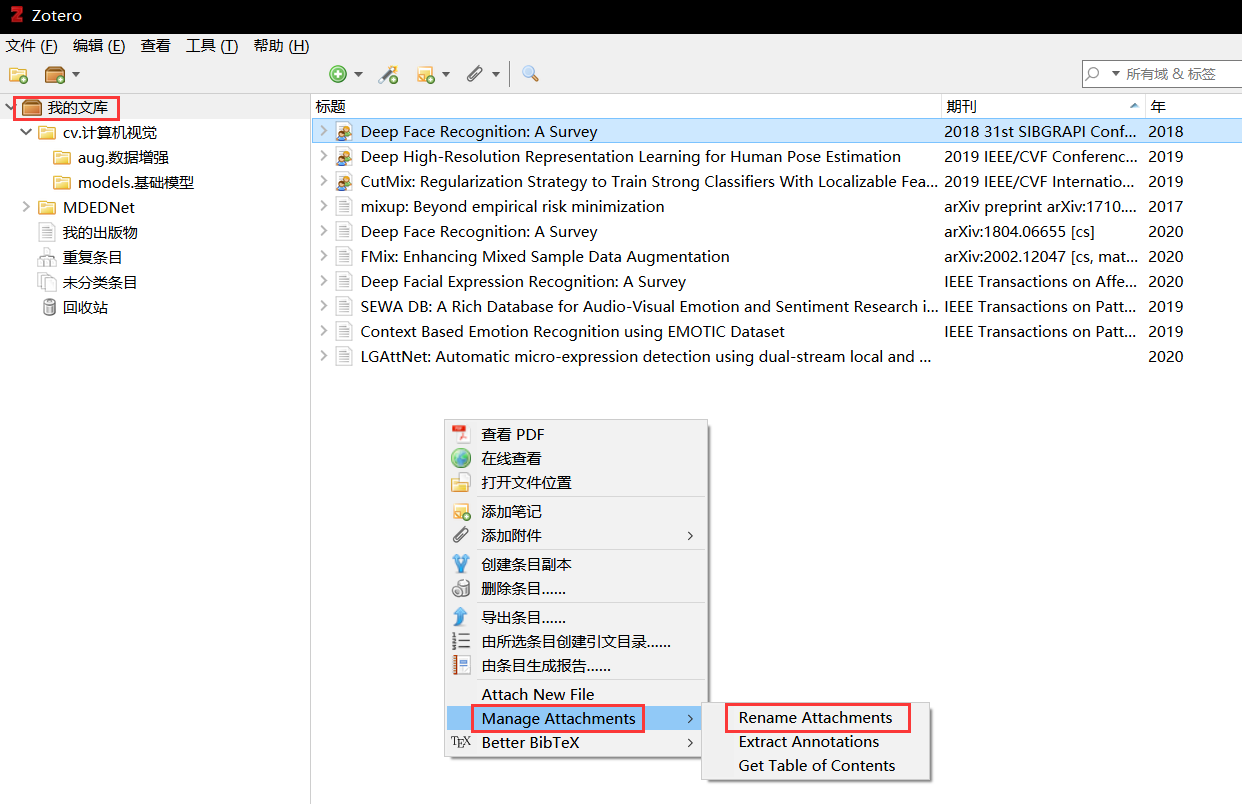 Zotero
文件 (F) 编辑 (E) 查看 工具 (T) 帮助 (H)
所有域 & 标签
我的文库
cv.计算机视觉
aug.数据增强
models.基础模型
MDEDNet
我的出版物
重复条目
未分类条目
回收站
标题 期刊 年
Deep Face Recognition: A Survey 2018 31st SIBGRAPI Conf... 2018
Deep High-Resolution Representation Learning for Human Pose Estimation 2019 IEEE/CVF Conferenc... 2019
CutMix: Regularization Strategy to Train Strong Classifiers With Localizable Fea... 2019 IEEE/CVF Internatio... 2019
mixup: Beyond empirical risk minimization arXiv preprint arXiv:1710.... 2017
Deep Face Recognition: A Survey arXiv:1804.06655 [cs] 2020
FMix: Enhancing Mixed Sample Data Augmentation arXiv:2002.12047 [cs, mat... 2020
Deep Facial Expression Recognition: A Survey IEEE Transactions on Affe... 2020
SEWA DB: A Rich Database for Audio-Visual Emotion and Sentiment Research i... IEEE Transactions on Patt... 2019
Context Based Emotion Recognition using EMOTIC Dataset IEEE Transactions on Patt... 2019
LGAttNet: Automatic micro-expression detection using dual-stream local and ... 2020
查看 PDF
在线查看
打开文件位置
添加笔记
添加附件
创建条目副本
删除条目......
导出条目......
由所选条目创建引文目录......
由条目生成报告......
Attach New File
Manage Attachments
TEX Better BibTeX
Rename Attachments
Extract Annotations
Get Table of Contents